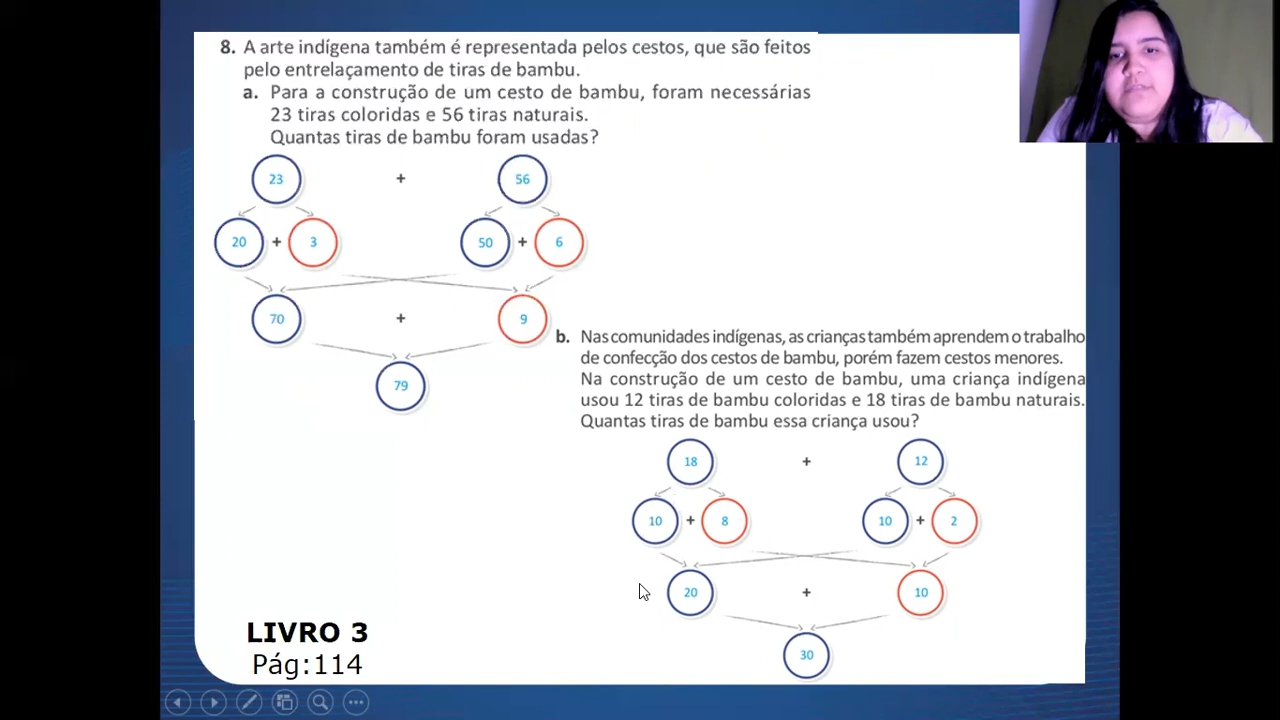 8. A arte indígena também é representada pelos cestos, que são feitos
pelo entrelaçamento de tiras de bambu.
a. Para a construção de um cesto de bambu, foram necessárias
23 tiras coloridas e 56 tiras naturais.
Quantas tiras de bambu foram usadas?
23 + 56
20 + 3 50 + 6
70 + 9
79
b. Nas comunidades indígenas, as crianças também aprendem o trabalho
de confecção dos cestos de bambu, porém fazem cestos menores.
Na construção de um cesto de bambu, uma criança indígena
usou 12 tiras de bambu coloridas e 18 tiras de bambu naturais.
Quantas tiras de bambu essa criança usou?
18 + 12
10 + 8 10 + 2
20 + 10
30
LIVRO 3
Pág:114